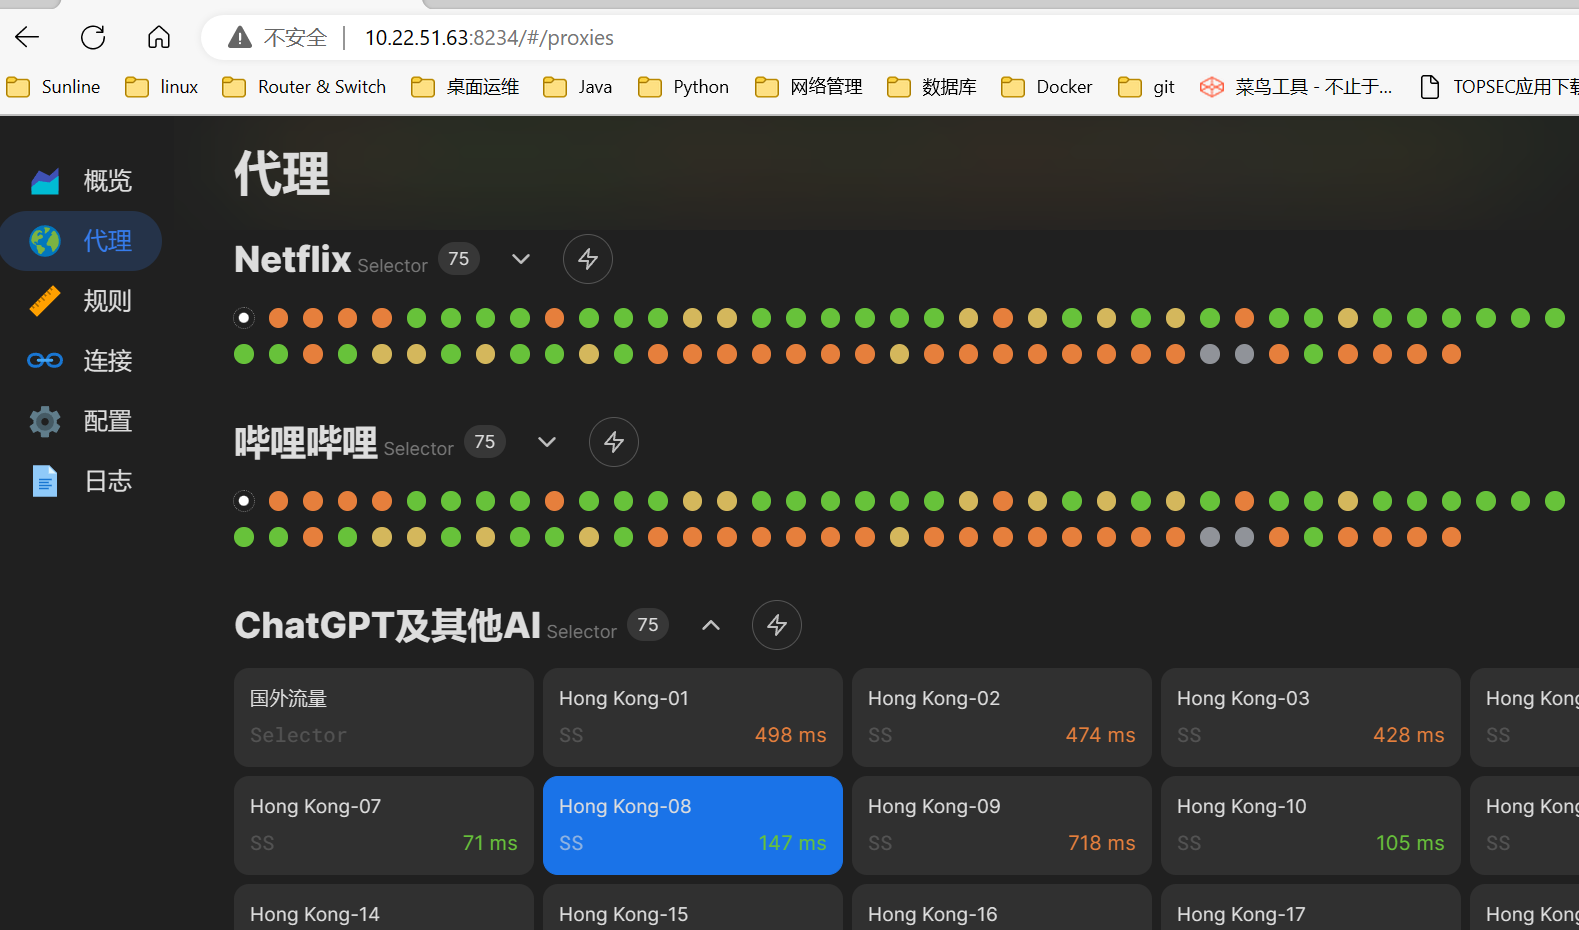 不安全 | 10.22.51.63:8234/#/proxies
Sunline linux Router & Switch 桌面运维 Java Python 网络管理 数据库 Docker git 菜鸟工具 - 不止于... TOPSEC应用下载
概览
代理
规则
连接
配置
日志
代理
Netflix Selector 75
哔哩哔哩 Selector 75
ChatGPT及其他AI Selector 75
国外流量 Hong Kong-01 Hong Kong-02 Hong Kong-03 Hong Kong
Selector SS 498 ms SS 474 ms SS 428 ms SS
Hong Kong-07 Hong Kong-08 Hong Kong-09 Hong Kong-10 Hong Kong
SS 71 ms SS 147 ms SS 718 ms SS 105 ms SS
Hong Kong-14 Hong Kong-15 Hong Kong-16 Hong Kong-17 Hong Kong